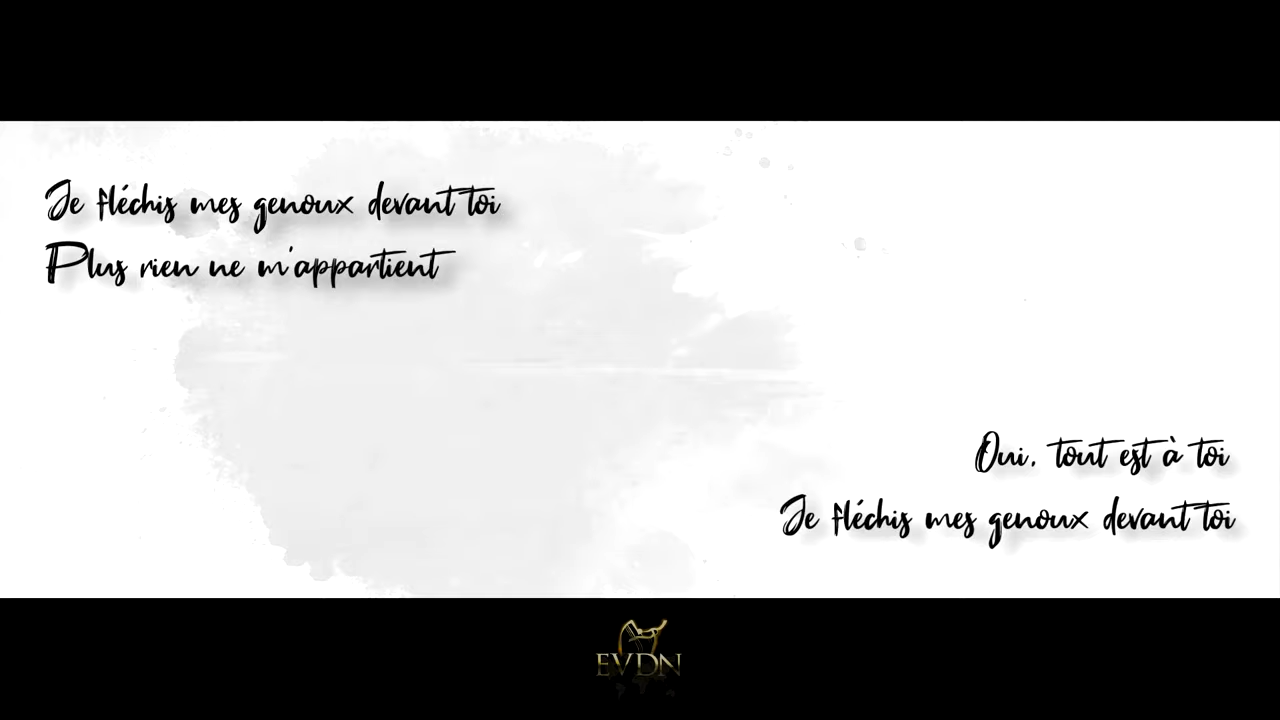 Je fléchis mes genoux devant toi
Plus rien ne m'appartient
Oui, tout est à toi
Je fléchis mes genoux devant toi
EVDN